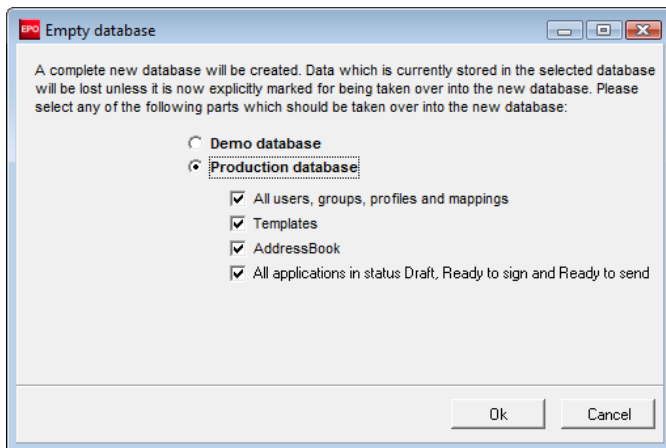 EPO Empty database
A complete new database will be created. Data which is currently stored in the selected database
will be lost unless it is now explicitly marked for being taken over into the new database. Please
select any of the following parts which should be taken over into the new database:
Demo database
Production database
All users, groups, profiles and mappings
Templates
AddressBook
All applications in status Draft, Ready to sign and Ready to send
Ok Cancel